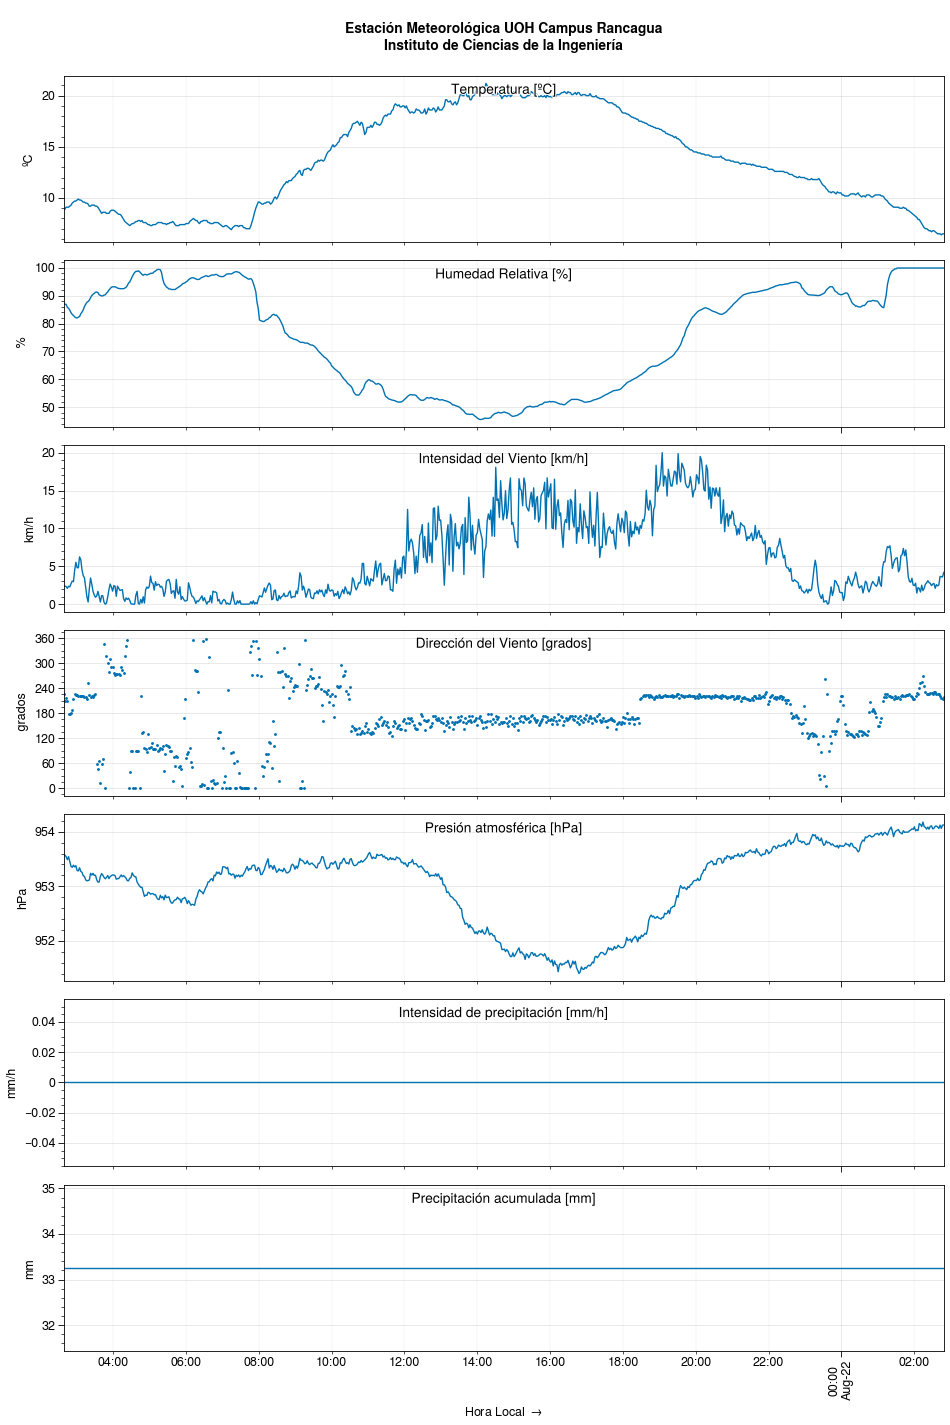 Estación Meteorológica UOH Campus Rancagua
Instituto de Ciencias de la Ingeniería
Temperatura [ºC]
20
15
10
ºC
Humedad Relativa [%]
100
90
80
70
60
50
%
Intensidad del Viento [km/h]
20
15
10
5
0
km/h
Dirección del Viento [grados]
360
300
240
180
120
60
0
grados
Presión atmosférica [hPa]
954
953
952
hPa
Intensidad de precipitación [mm/h]
0.04
0.02
0
−0.02
−0.04
mm/h
Precipitación acumulada [mm]
35
34
33
32
mm
04:00 06:00 08:00 10:00 12:00 14:00 16:00 18:00 20:00 22:00 00:00 02:00
Aug-22
Hora Local →